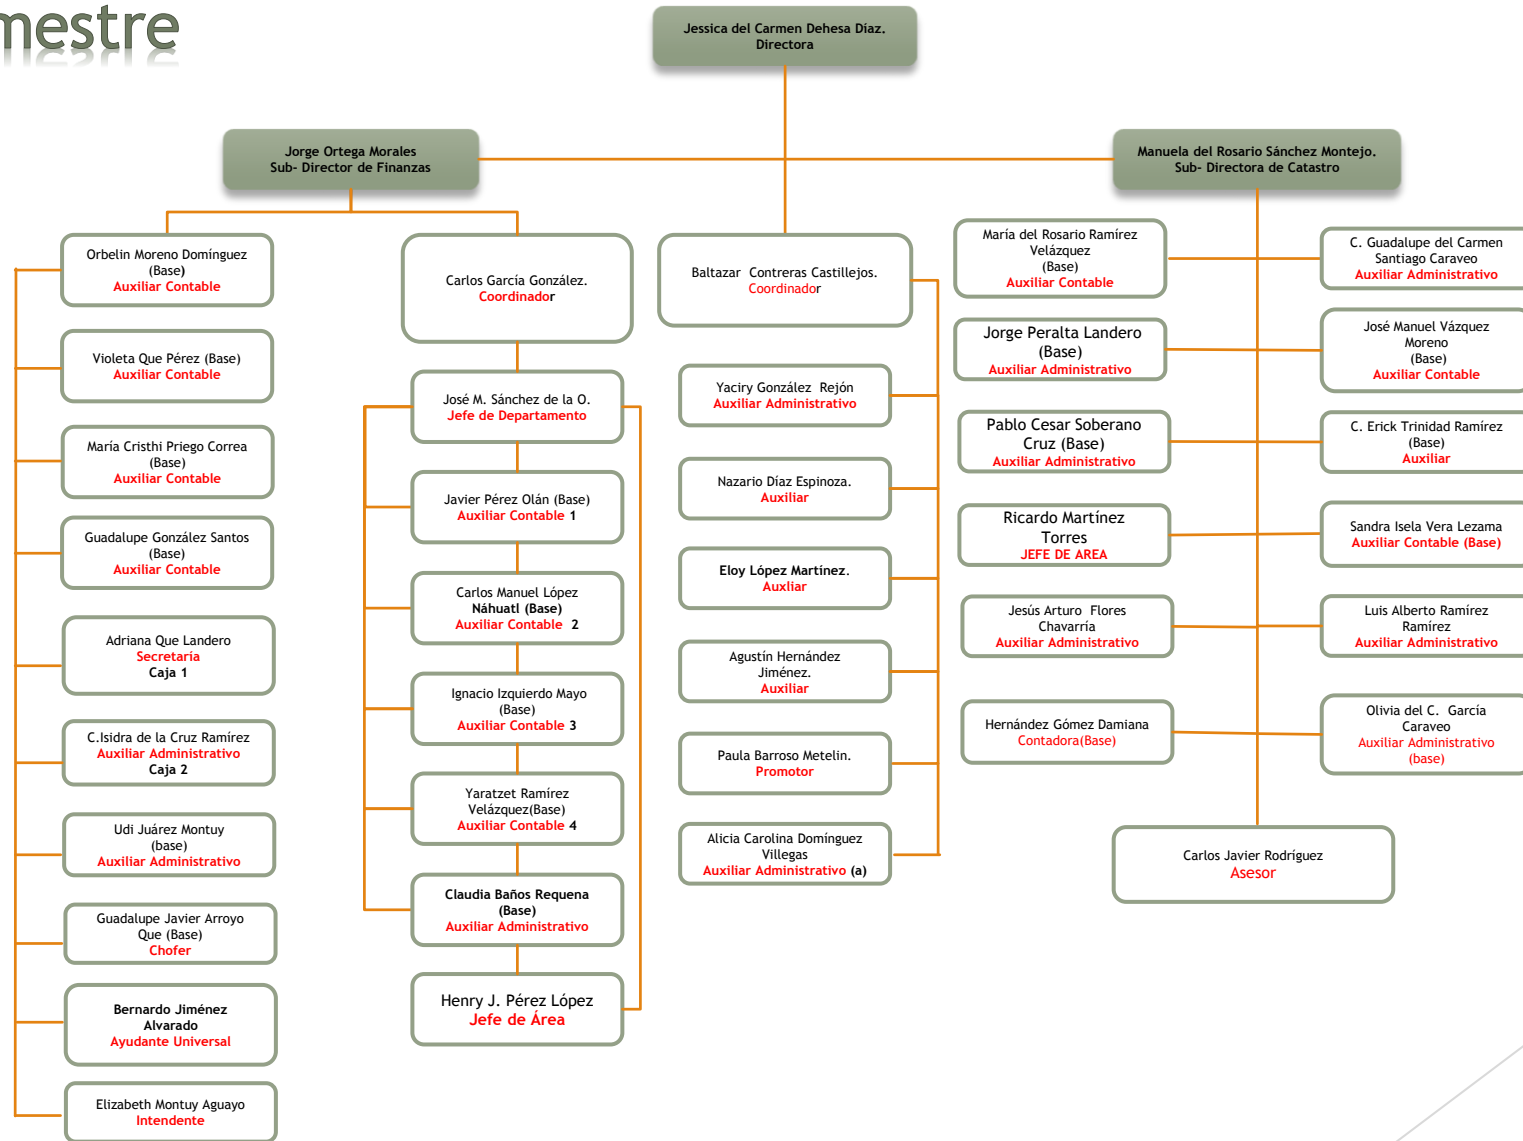 mestre
Jessica del Carmen Dehesa Díaz.
Directora
Jorge Ortega Morales
Sub- Director de Finanzas
Manuela del Rosario Sánchez Montejo.
Sub- Directora de Catastro
Orbelin Moreno Domínguez
(Base)
Auxiliar Contable
Violeta Que Pérez (Base)
Auxiliar Contable
María Cristhi Priego Correa
(Base)
Auxiliar Contable
Guadalupe González Santos
(Base)
Auxiliar Contable
Adriana Que Landero
Secretaría
Caja 1
C.Isidra de la Cruz Ramírez
Auxiliar Administrativo
Caja 2
Udi Juárez Montuy
(base)
Auxiliar Administrativo
Guadalupe Javier Arroyo
Que (Base)
Chofer
Bernardo Jiménez
Alvarado
Ayudante Universal
Elizabeth Montuy Aguayo
Intendente
Carlos García González.
Coordinador
José M. Sánchez de la O.
Jefe de Departamento
Javier Pérez Olán (Base)
Auxiliar Contable 1
Carlos Manuel López
Náhuatl (Base)
Auxiliar Contable 2
Ignacio Izquierdo Mayo
(Base)
Auxiliar Contable 3
Yaratzet Ramírez
Velázquez(Base)
Auxiliar Contable 4
Claudia Baños Requena
(Base)
Auxiliar Administrativo
Henry J. Pérez López
Jefe de Área
Baltazar Contreras Castillejos.
Coordinador
Yaciry González Rejón
Auxiliar Administrativo
Nazario Díaz Espinoza.
Auxiliar
Eloy López Martínez.
Auxliar
Agustín Hernández
Jiménez.
Auxiliar
Paula Barroso Metelin.
Promotor
Alicia Carolina Domínguez
Villegas
Auxiliar Administrativo (a)
María del Rosario Ramírez
Velázquez
(Base)
Auxiliar Contable
Jorge Peralta Landero
(Base)
Auxiliar Administrativo
Pablo Cesar Soberano
Cruz (Base)
Auxiliar Administrativo
Ricardo Martínez
Torres
JEFE DE AREA
Jesús Arturo Flores
Chavarría
Auxiliar Administrativo
Hernández Gómez Damiana
Contadora(Base)
C. Guadalupe del Carmen
Santiago Caraveo
Auxiliar Administrativo
José Manuel Vázquez
Moreno
(Base)
Auxiliar Contable
C. Erick Trinidad Ramírez
(Base)
Auxiliar
Sandra Isela Vera Lezama
Auxiliar Contable (Base)
Luis Alberto Ramírez
Ramírez
Auxiliar Administrativo
Olivia del C. García
Caraveo
Auxiliar Administrativo
(base)
Carlos Javier Rodríguez
Asesor